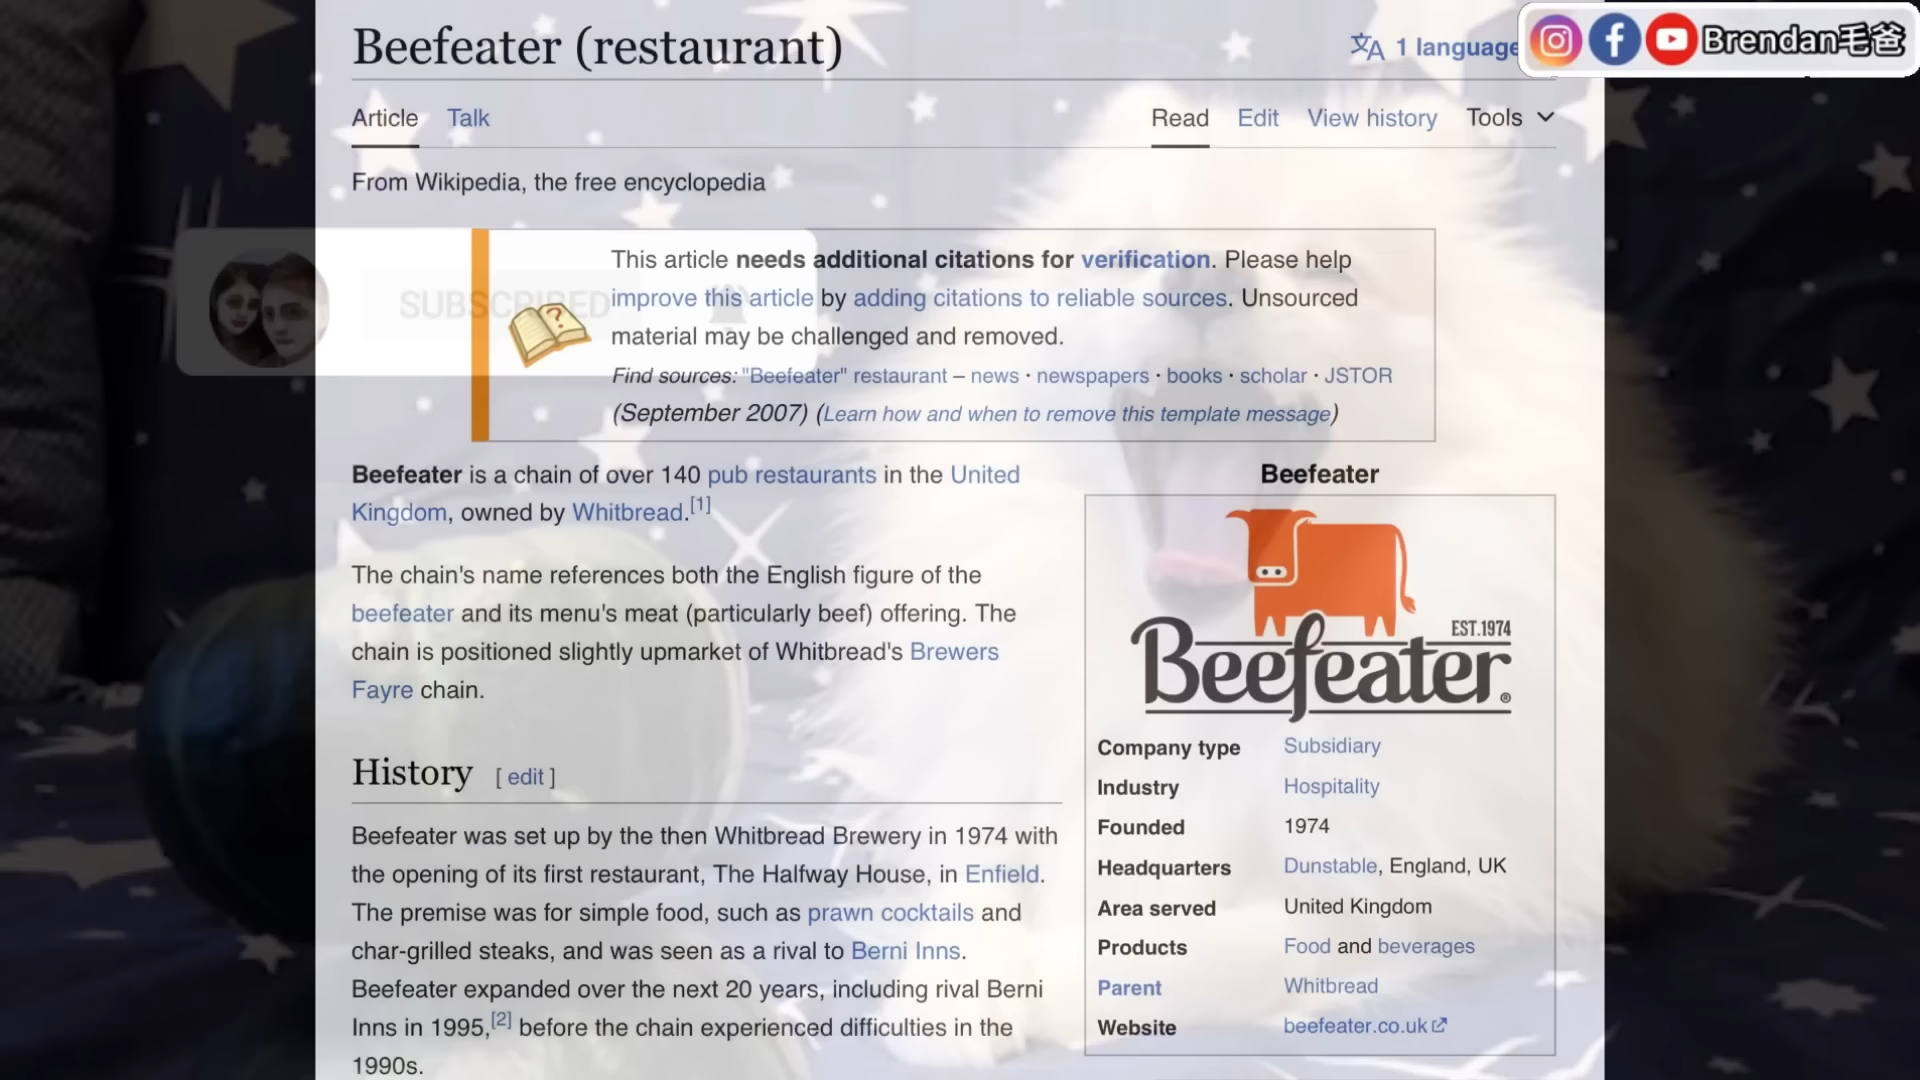 Beefeater (restaurant)
1 language
Brendan毛爸
Article Talk
Read Edit View history Tools
From Wikipedia, the free encyclopedia
SUBSCRIBED
This article needs additional citations for verification. Please help
improve this article by adding citations to reliable sources. Unsourced
material may be challenged and removed.
Find sources: "Beefeater" restaurant – news · newspapers · books · scholar · JSTOR
(September 2007) (Learn how and when to remove this template message)
Beefeater is a chain of over 140 pub restaurants in the United
Kingdom, owned by Whitbread.[1]
The chain's name references both the English figure of the
beefeater and its menu's meat (particularly beef) offering. The
chain is positioned slightly upmarket of Whitbread's Brewers
Fayre chain.
History [ edit ]
Beefeater was set up by the then Whitbread Brewery in 1974 with
the opening of its first restaurant, The Halfway House, in Enfield.
The premise was for simple food, such as prawn cocktails and
char-grilled steaks, and was seen as a rival to Berni Inns.
Beefeater expanded over the next 20 years, including rival Berni
Inns in 1995,[2] before the chain experienced difficulties in the
1990s.
Beefeater
EST.1974
Beefeater®
Company type Subsidiary
Industry Hospitality
Founded 1974
Headquarters Dunstable, England, UK
Area served United Kingdom
Products Food and beverages
Parent Whitbread
Website beefeater.co.uk